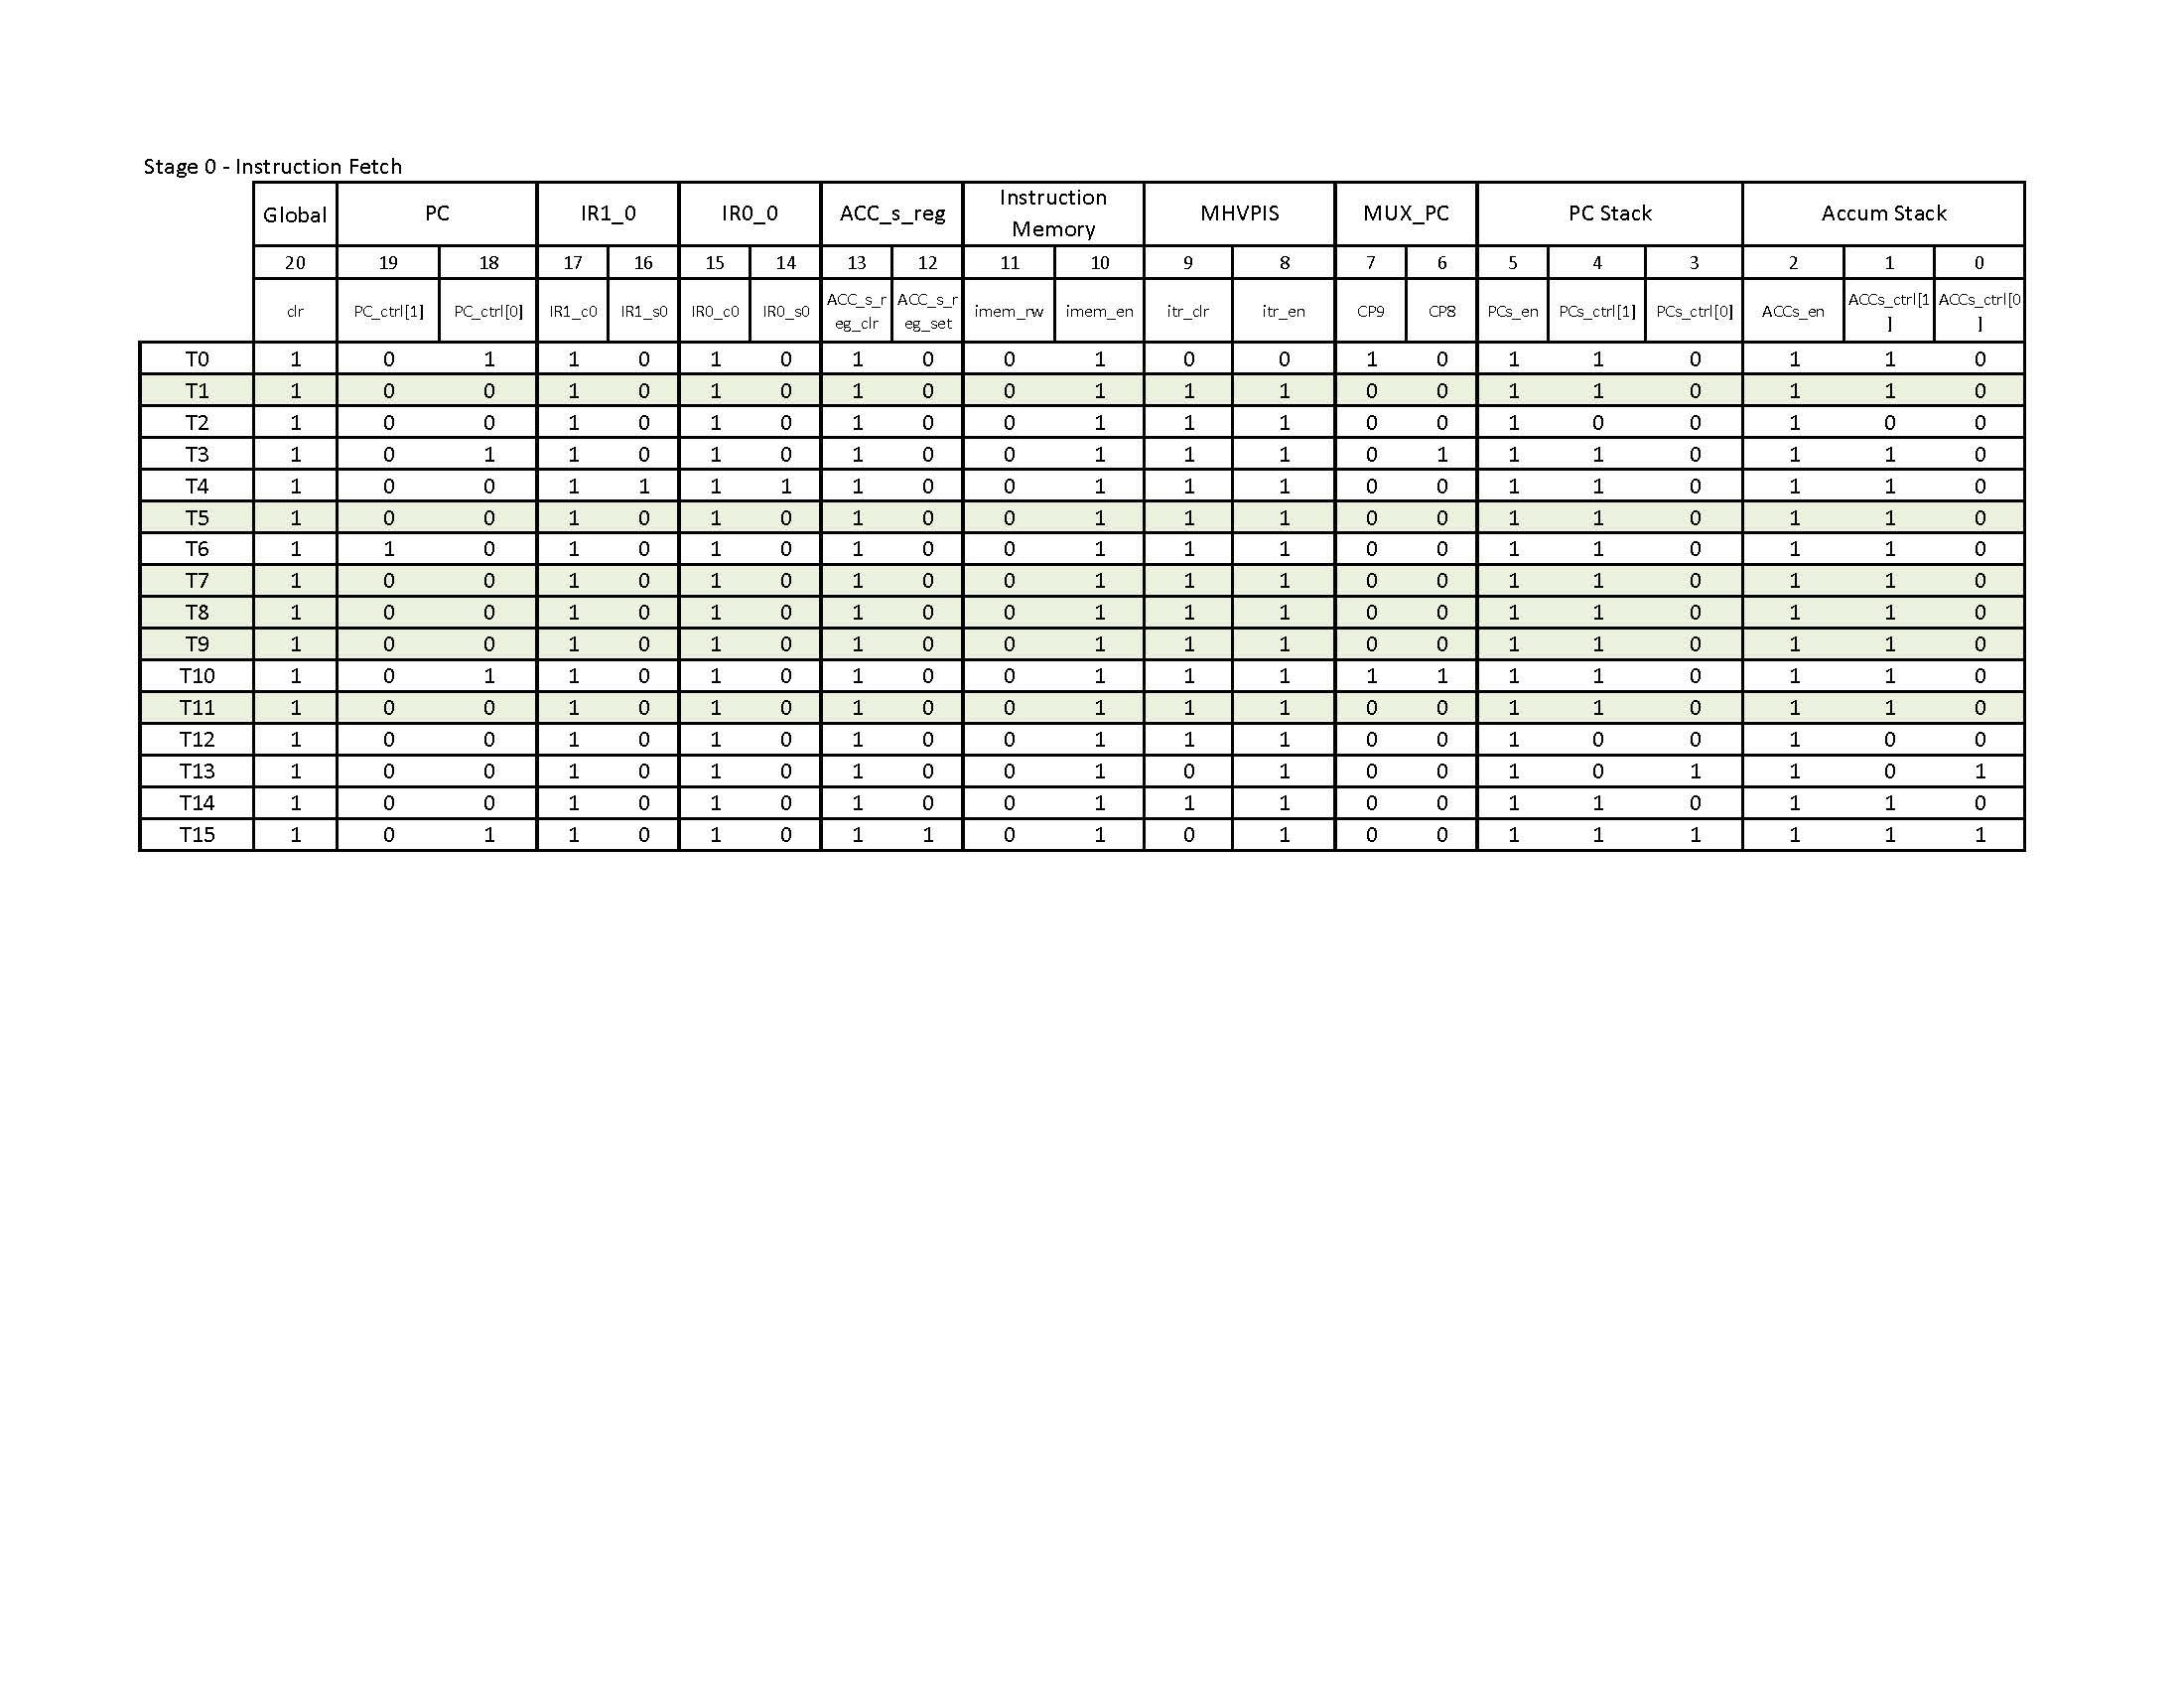 Stage 0 - Instruction Fetch
Global PC IR1_0 IR0_0 ACC_s_reg Instruction Memory MHVPIS MUX_PC PC Stack Accum Stack
20 19 18 17 16 15 14 13 12 11 10 9 8 7 6 5 4 3 2 1 0
clr PC_ctrl[1] PC_ctrl[0] IR1_c0 IR1_s0 IR0_c0 IR0_s0 ACC_s_reg_clr ACC_s_reg_set imem_rw imem_en itr_clr itr_en CP9 CP8 PCs_en PCs_ctrl[1] PCs_ctrl[0] ACCs_en ACCs_ctrl[1] ACCs_ctrl[0]
T0 1 0 1 1 0 1 0 1 0 0 1 0 0 1 0 1 1 0 1 1 0
T1 1 0 0 1 0 1 0 1 0 0 1 1 1 0 0 1 1 0 1 1 0
T2 1 0 0 1 0 1 0 1 0 0 1 1 1 0 0 1 0 0 1 0 0
T3 1 0 1 1 0 1 0 1 0 0 1 1 1 0 1 1 1 0 1 1 0
T4 1 0 0 1 1 1 1 1 0 0 1 1 1 0 0 1 1 0 1 1 0
T5 1 0 0 1 0 1 0 1 0 0 1 1 1 0 0 1 1 0 1 1 0
T6 1 1 0 1 0 1 0 1 0 0 1 1 1 0 0 1 1 0 1 1 0
T7 1 0 0 1 0 1 0 1 0 0 1 1 1 0 0 1 1 0 1 1 0
T8 1 0 0 1 0 1 0 1 0 0 1 1 1 0 0 1 1 0 1 1 0
T9 1 0 0 1 0 1 0 1 0 0 1 1 1 0 0 1 1 0 1 1 0
T10 1 0 1 1 0 1 0 1 0 0 1 1 1 1 1 1 1 0 1 1 0
T11 1 0 0 1 0 1 0 1 0 0 1 1 1 0 0 1 1 0 1 1 0
T12 1 0 0 1 0 1 0 1 0 0 1 1 1 0 0 1 0 0 1 0 0
T13 1 0 0 1 0 1 0 1 0 0 1 0 1 0 0 1 0 1 1 0 1
T14 1 0 0 1 0 1 0 1 0 0 1 1 1 0 0 1 1 0 1 1 0
T15 1 0 1 1 0 1 0 1 1 0 1 0 1 0 0 1 1 1 1 1 1